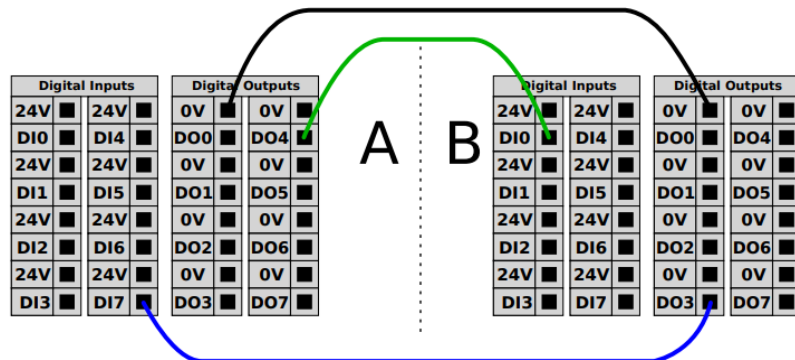 Digital Inputs Digital Outputs Digital Inputs Digital Outputs
24V 24V 0V 0V 24V 24V 0V 0V
DI0 DI4 DO0 DO4 A B DI0 DI4 DO0 DO4
24V 24V 0V 0V 24V 24V 0V 0V
DI1 DI5 DO1 DO5 DI1 DI5 DO1 DO5
24V 24V 0V 0V 24V 24V 0V 0V
DI2 DI6 DO2 DO6 DI2 DI6 DO2 DO6
24V 24V 0V 0V 24V 24V 0V 0V
DI3 DI7 DO3 DO7 DI3 DI7 DO3 DO7